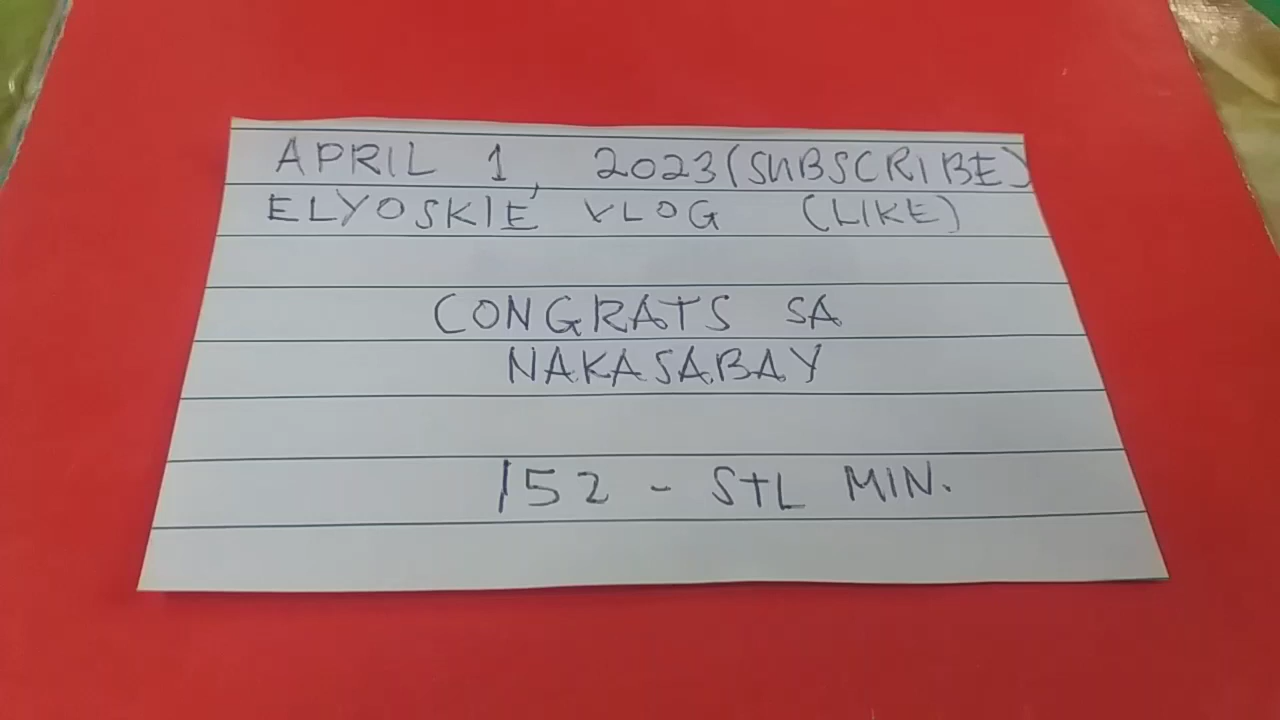 APRIL 1, 2023 (SUBSCRIBE)
ELYOSKIE VLOG (LIKE)
CONGRATS SA
NAKASABAY
152 - STL MIN.